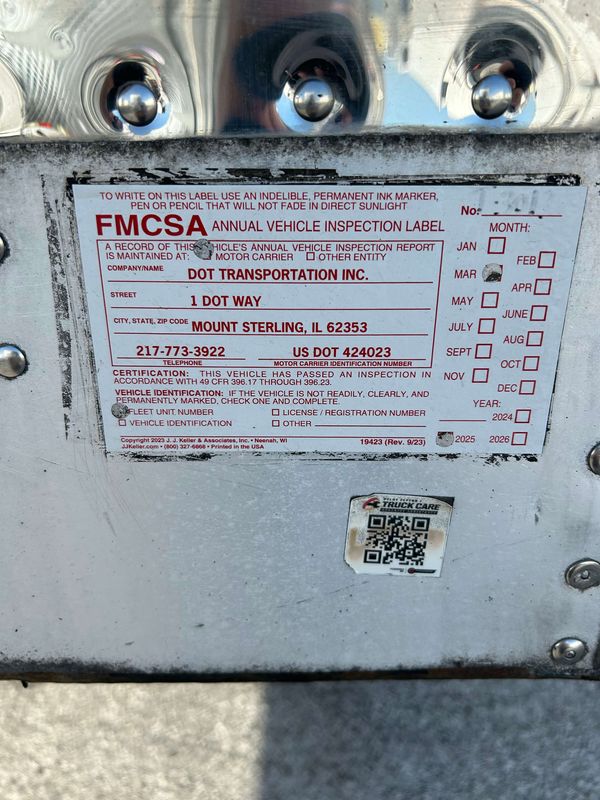 TO WRITE ON THIS LABEL USE AN INDELIBLE, PERMANENT INK MARKER,
PEN OR PENCIL THAT WILL NOT FADE IN DIRECT SUNLIGHT
No:
FMCSA ANNUAL VEHICLE INSPECTION LABEL
MONTH:
A RECORD OF THIS VEHICLE'S ANNUAL VEHICLE INSPECTION REPORT
IS MAINTAINED AT: MOTOR CARRIER OTHER ENTITY
JAN
FEB
MAR
APR
MAY
JUNE
JULY
AUG
SEPT
OCT
NOV
DEC
COMPANY/NAME DOT TRANSPORTATION INC.
STREET 1 DOT WAY
CITY, STATE, ZIP CODE MOUNT STERLING, IL 62353
217-773-3922 US DOT 424023
TELEPHONE MOTOR CARRIER IDENTIFICATION NUMBER
CERTIFICATION: THIS VEHICLE HAS PASSED AN INSPECTION IN
ACCORDANCE WITH 49 CFR 396.17 THROUGH 396.23.
VEHICLE IDENTIFICATION: IF THE VEHICLE IS NOT READILY, CLEARLY, AND
PERMANENTLY MARKED, CHECK ONE AND COMPLETE.
FLEET UNIT NUMBER LICENSE / REGISTRATION NUMBER
VEHICLE IDENTIFICATION OTHER
YEAR:
2024
2025 2026
Copyright 2023 J. J. Keller & Associates, Inc. • Neenah, WI
JJKeller.com • (800) 327-6868 • Printed in the USA
19423 (Rev. 9/23)
TRUCK CARE